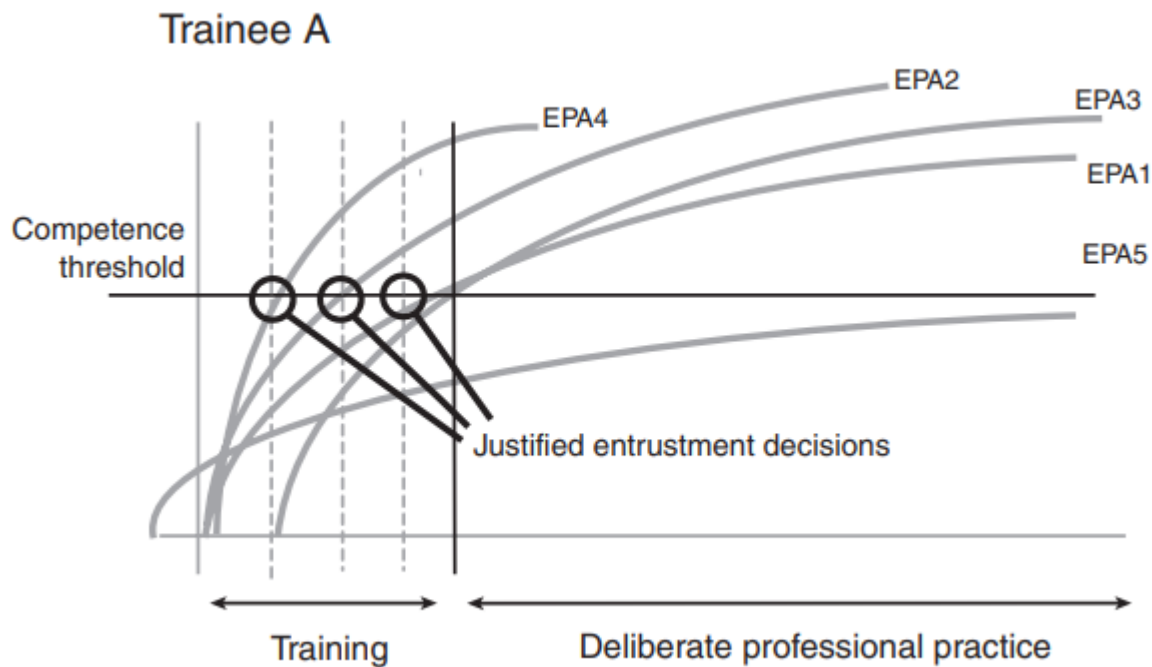 Trainee A
EPA2
EPA3
EPA4
EPA1
Competence
threshold
EPA5
Justified entrustment decisions
Training
Deliberate professional practice